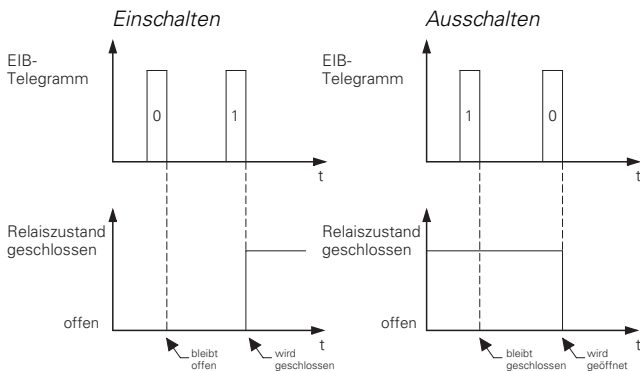 Einschalten
EIB-
Telegramm
0
1
t
Relaiszustand
geschlossen
offen
t
bleibt
offen
wird
geschlossen
Ausschalten
EIB-
Telegramm
1
0
t
Relaiszustand
geschlossen
offen
t
bleibt
geschlossen
wird
geöffnet